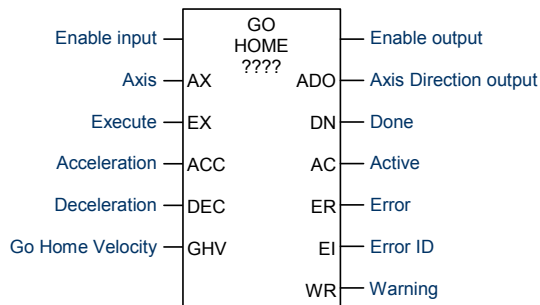 GO
HOME
????
Enable input
Enable output
Axis AX ADO Axis Direction output
Execute EX DN Done
Acceleration ACC AC Active
Deceleration DEC ER Error
Go Home Velocity GHV EI Error ID
WR Warning